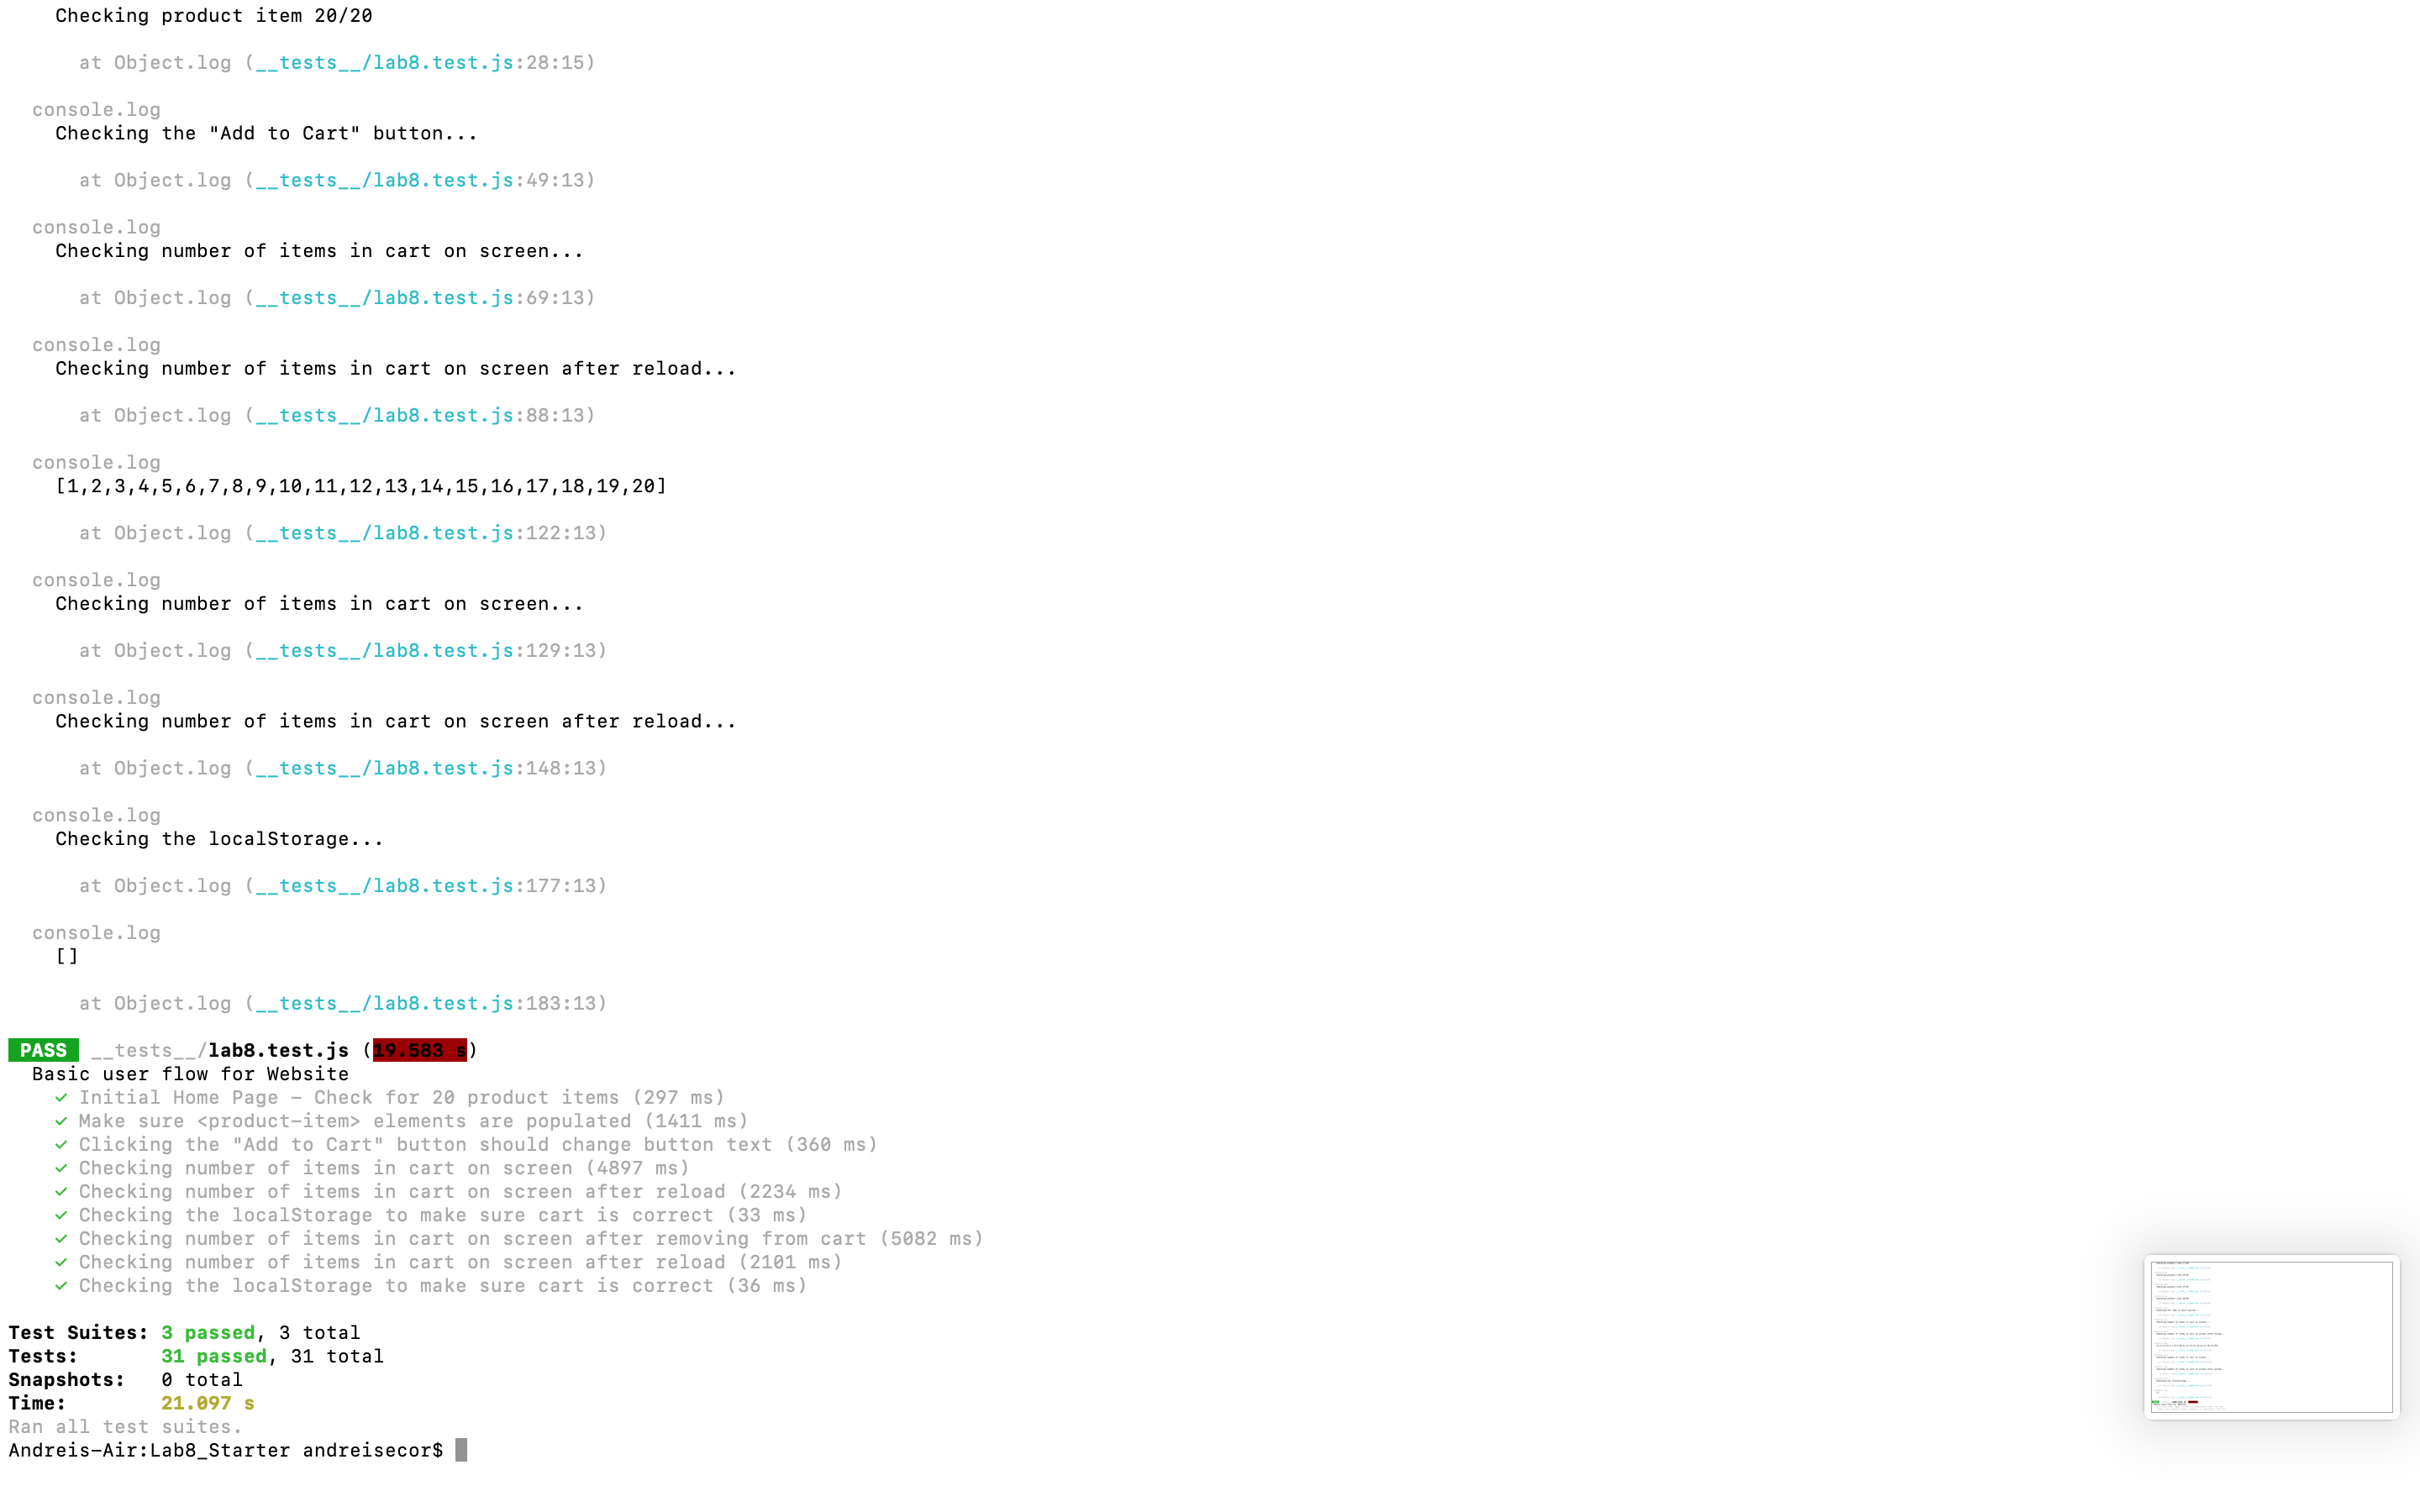 Checking product item 20/20
at Object.log (__tests__/lab8.test.js:28:15)
console.log
Checking the "Add to Cart" button...
at Object.log (__tests__/lab8.test.js:49:13)
console.log
Checking number of items in cart on screen...
at Object.log (__tests__/lab8.test.js:69:13)
console.log
Checking number of items in cart on screen after reload...
at Object.log (__tests__/lab8.test.js:88:13)
console.log
[1,2,3,4,5,6,7,8,9,10,11,12,13,14,15,16,17,18,19,20]
at Object.log (__tests__/lab8.test.js:122:13)
console.log
Checking number of items in cart on screen...
at Object.log (__tests__/lab8.test.js:129:13)
console.log
Checking number of items in cart on screen after reload...
at Object.log (__tests__/lab8.test.js:148:13)
console.log
Checking the localStorage...
at Object.log (__tests__/lab8.test.js:177:13)
console.log
[]
at Object.log (__tests__/lab8.test.js:183:13)
PASS __tests__/lab8.test.js (19.583 s)
Basic user flow for Website
✓ Initial Home Page – Check for 20 product items (297 ms)
✓ Make sure <product-item> elements are populated (1411 ms)
✓ Clicking the "Add to Cart" button should change button text (360 ms)
✓ Checking number of items in cart on screen (4897 ms)
✓ Checking number of items in cart on screen after reload (2234 ms)
✓ Checking the localStorage to make sure cart is correct (33 ms)
✓ Checking number of items in cart on screen after removing from cart (5082 ms)
✓ Checking number of items in cart on screen after reload (2101 ms)
✓ Checking the localStorage to make sure cart is correct (36 ms)
Test Suites: 3 passed, 3 total
Tests: 31 passed, 31 total
Snapshots: 0 total
Time: 21.097 s
Ran all test suites.
Andreis-Air:Lab8_Starter andreisecor$